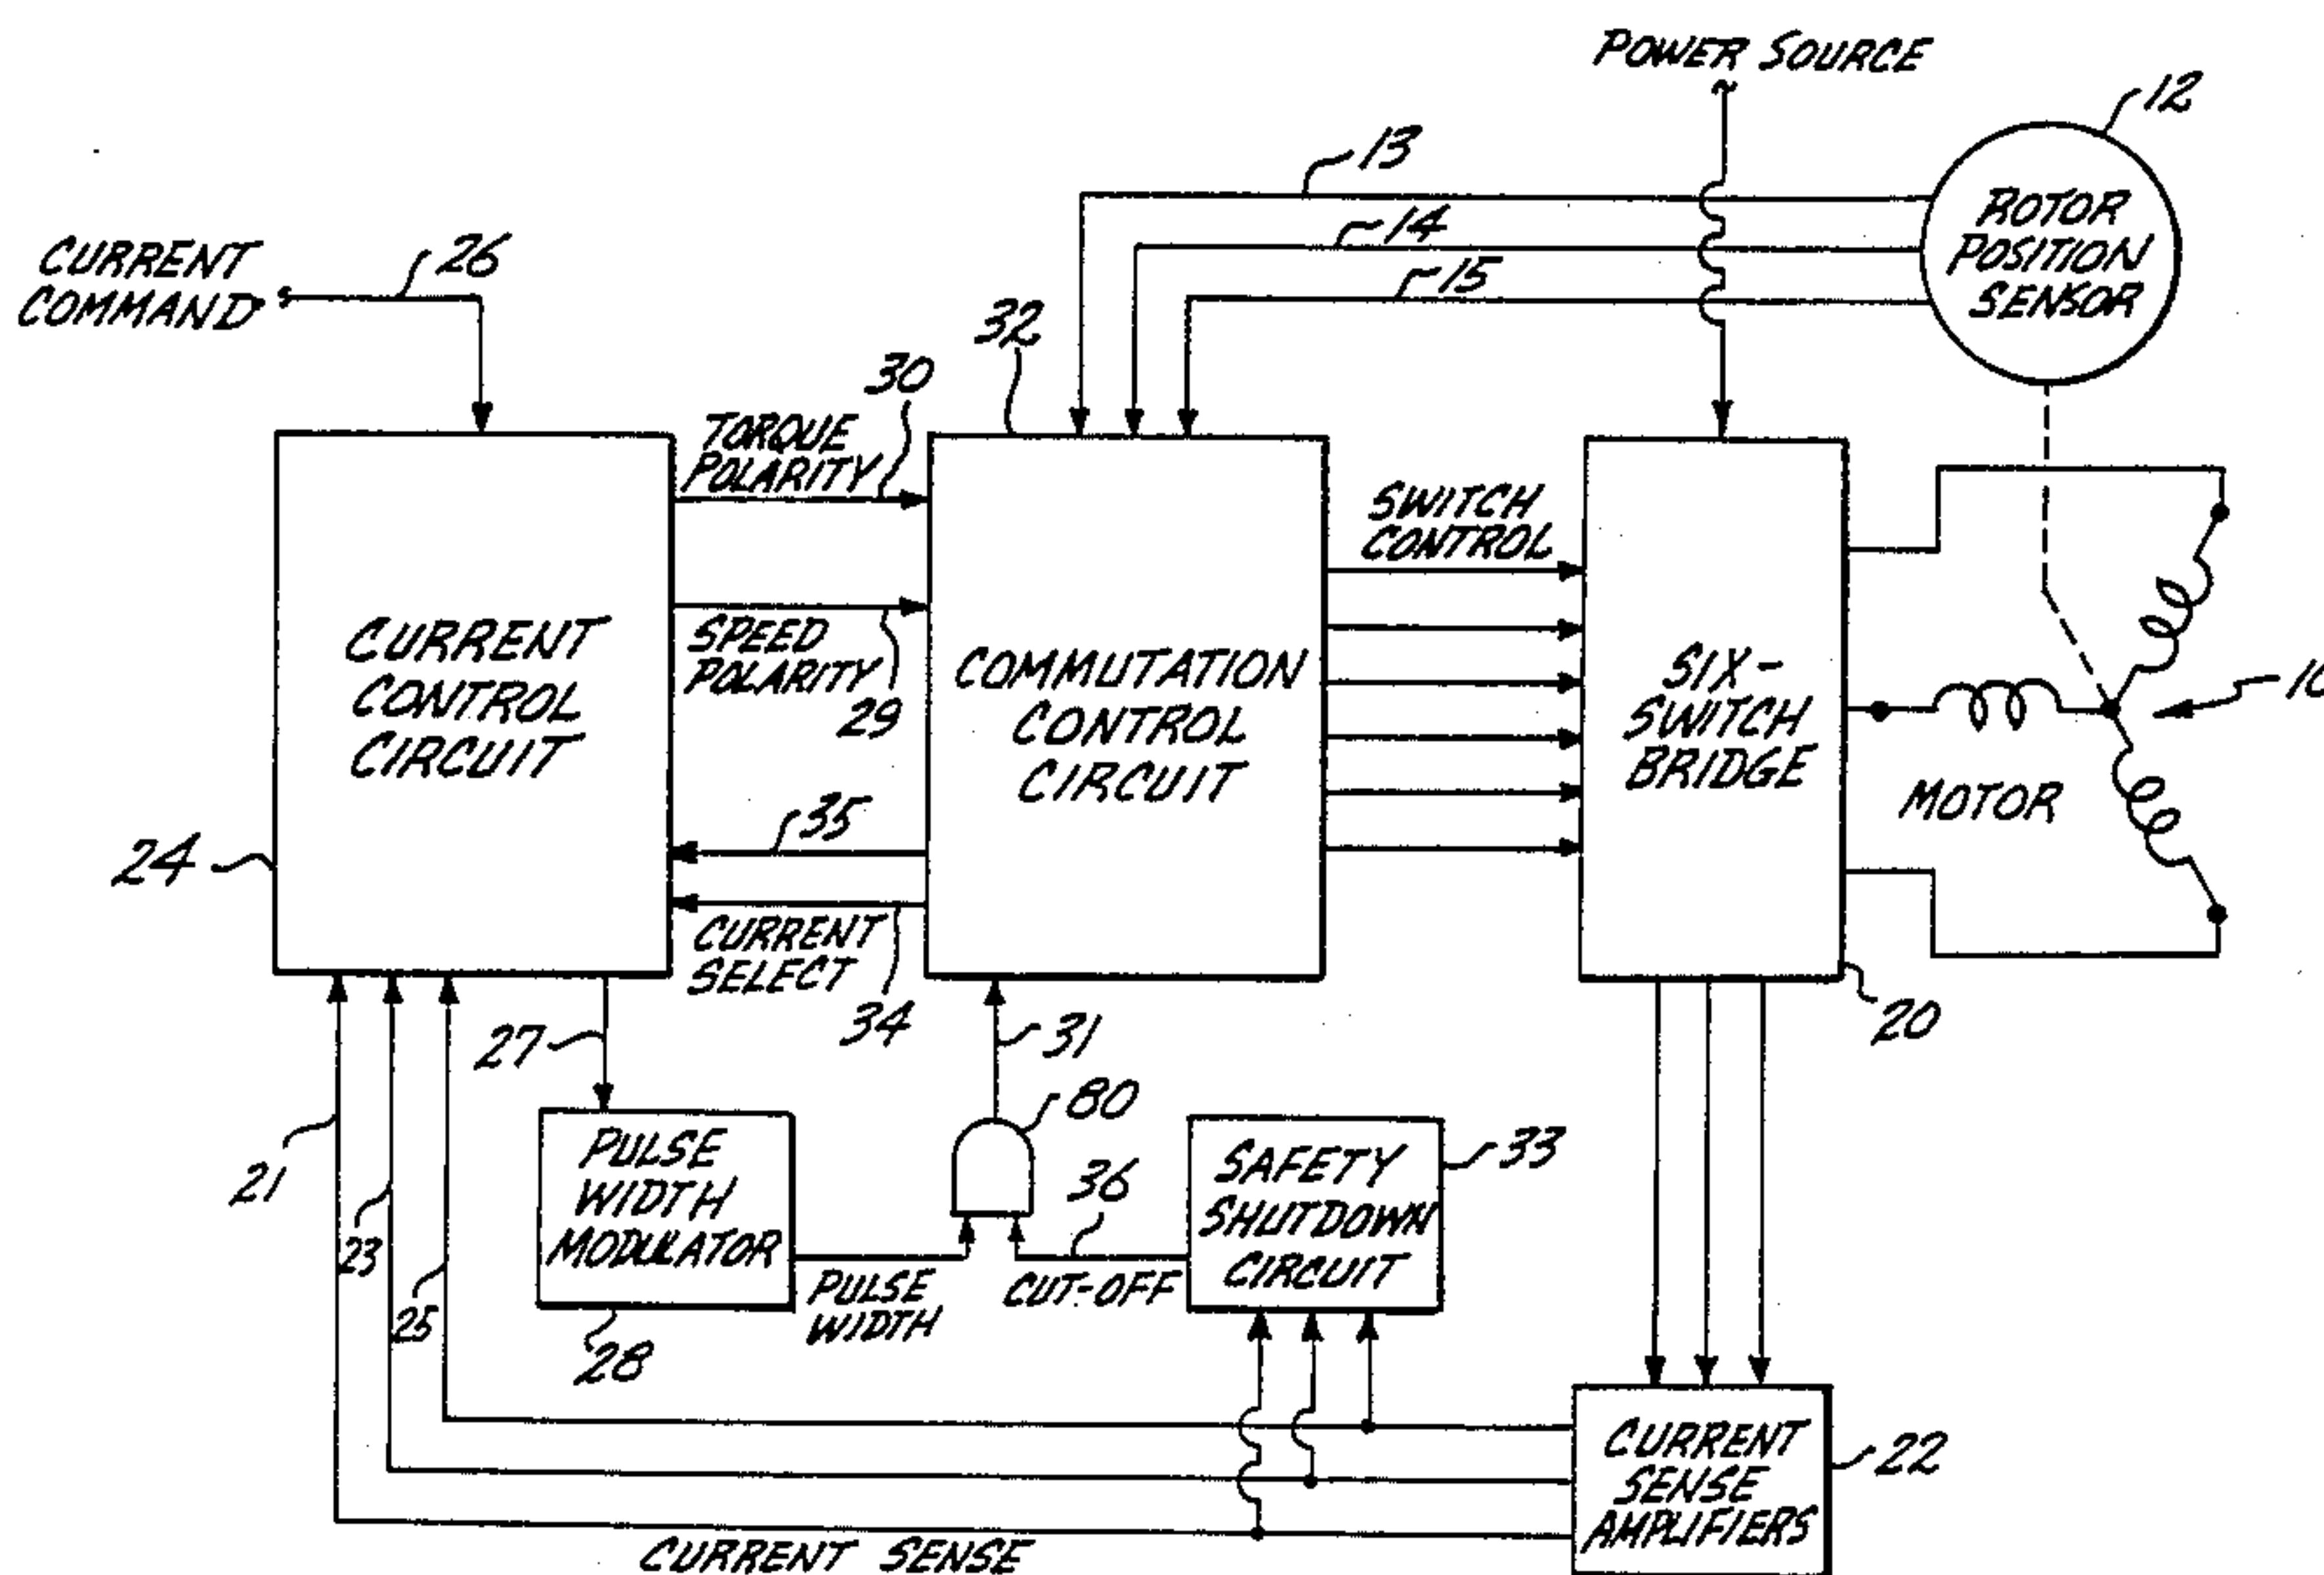 POWER SOURCE
12
13
ROTOR
POSITION
SENSOR
14
15
CURRENT
COMMAND
26
32
30
TORQUE
POLARITY
SWITCH
CONTROL
CURRENT
CONTROL
CIRCUIT
SPEED
POLARITY
29
COMMUTATION
CONTROL
CIRCUIT
SIX-
SWITCH
BRIDGE
10
MOTOR
35
24
CURRENT
SELECT
34
20
27
31
80
21
23
25
PULSE
WIDTH
MODULATOR
28
PULSE
WIDTH
36
CUT-OFF
SAFETY
SHUTDOWN
CIRCUIT
33
CURRENT
SENSE
AMPLIFIERS
22
CURRENT SENSE